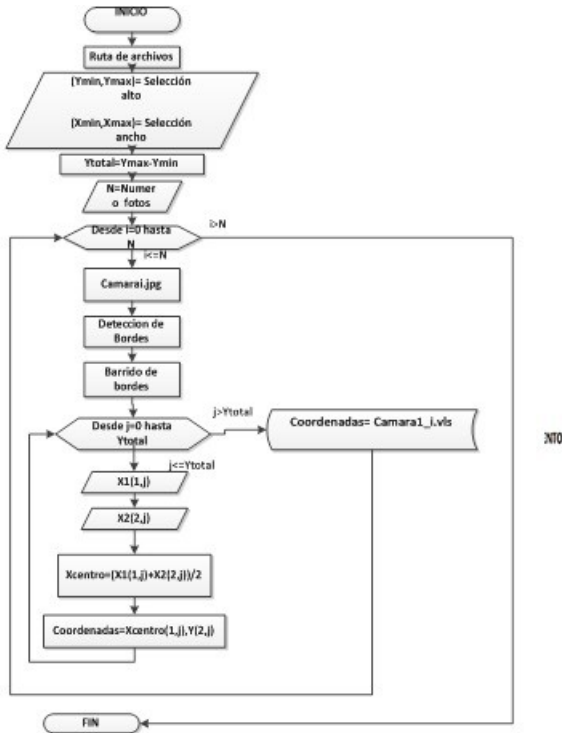 INICIO
Ruta de archivos
(Ymin,Ymax)= Selección
alto
(Xmin,Xmax)= Selección
ancho
Ytotal=Ymax-Ymin
N=Numer
o fotos
Desde i=0 hasta
N
i>N
i<=N
Camarai.jpg
Deteccion de
Bordes
Barrido de
bordes
Desde j=0 hasta
Ytotal
j>Ytotal
Coordenadas= Camara1_i.vls
j<=Ytotal
X1(1,j)
X2(2,j)
Xcentro=(X1(1,j)+X2(2,j))/2
Coordenadas=Xcentro(1,j),Y(2,j)
FIN